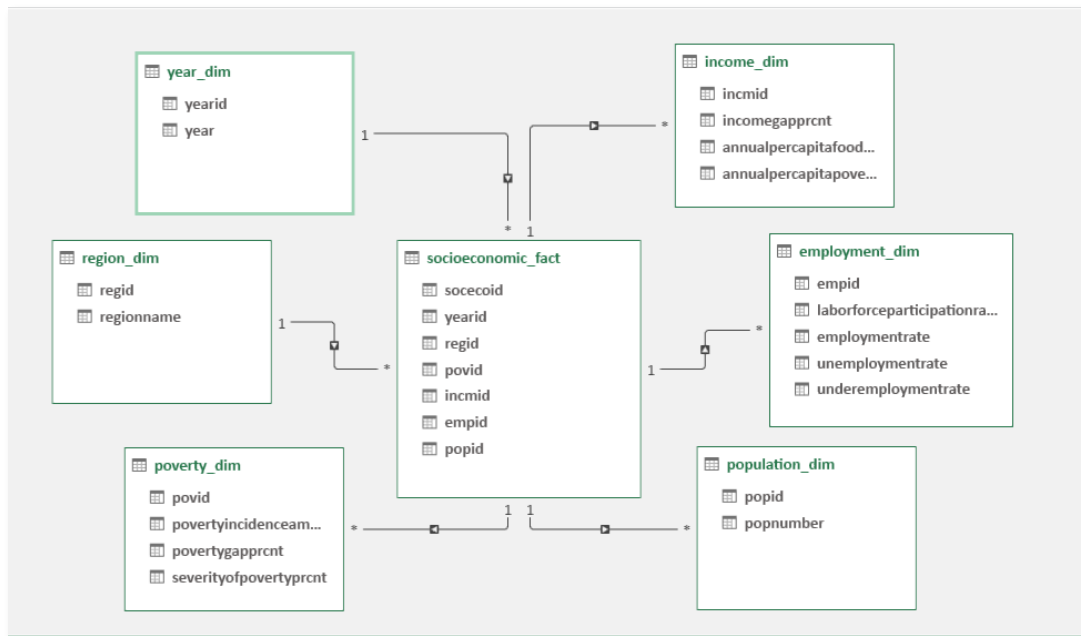 year_dim
yearid
year
1
*
income_dim
incmid
incomegapprcnt
annualpercapitafood...
annualpercapitapove...
1
*
region_dim
regid
regionname
1
*
socioeconomic_fact
socecoid
yearid
regid
povid
incmid
empid
popid
employment_dim
empid
laborforceparticipationra...
employmentrate
unemploymentrate
underemploymentrate
1
*
poverty_dim
povid
povertyincidenceam...
povertygapprcnt
severityofpovertyprcnt
*
1
1
*
population_dim
popid
popnumber